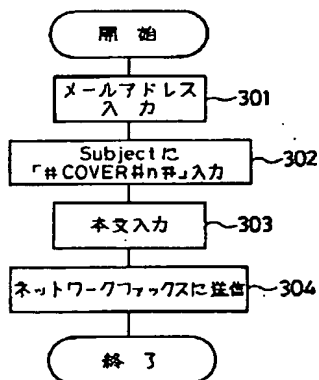 開始
メールアドレス
入力
301
Subjectに
「#COVER#n#」入力
302
本文入力
303
ネットワークファックスに送信
304
終了